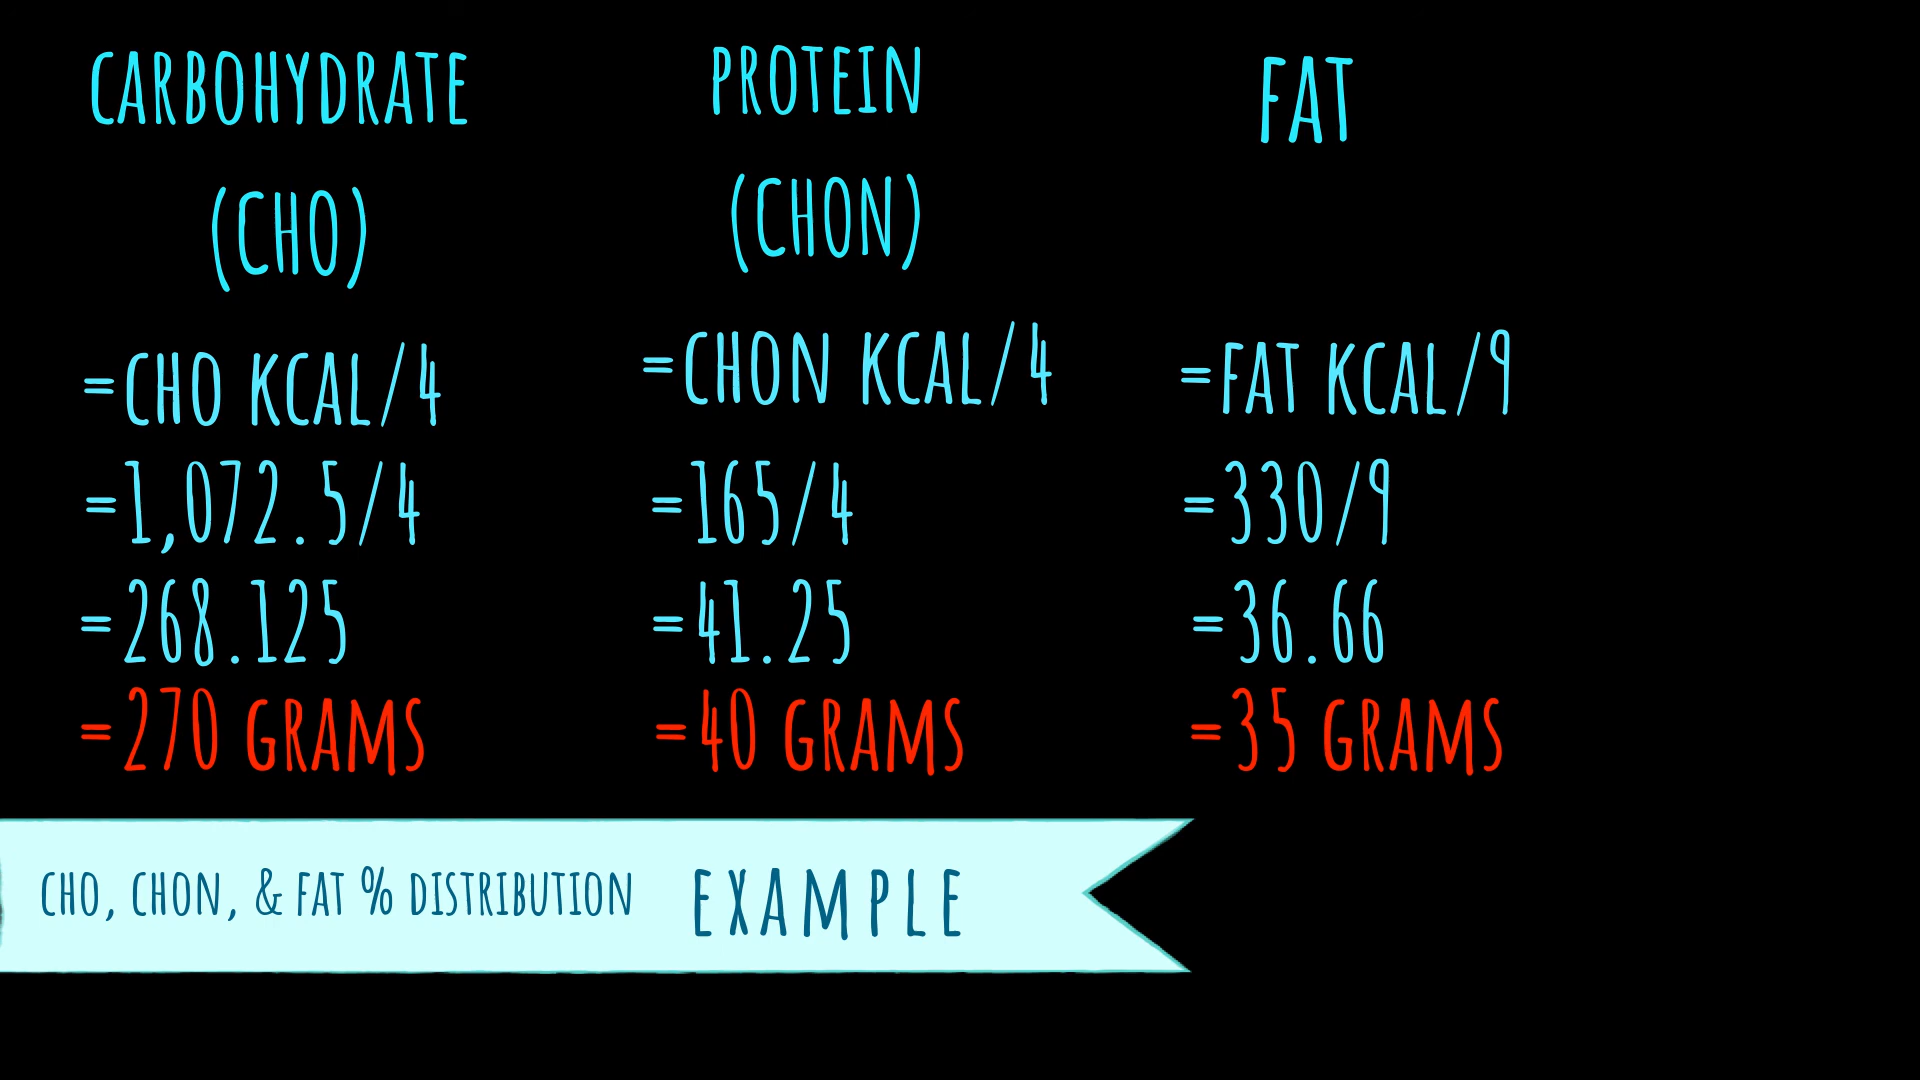 CARBOHYDRATE
(CHO)
=CHO KCAL/4
=1,072.5/4
=268.125
=270 GRAMS
PROTEIN
(CHON)
=CHON KCAL/4
=165/4
=41.25
=40 GRAMS
FAT
=FAT KCAL/9
=330/9
=36.66
=35 GRAMS
CHO, CHON, & FAT % DISTRIBUTION EXAMPLE